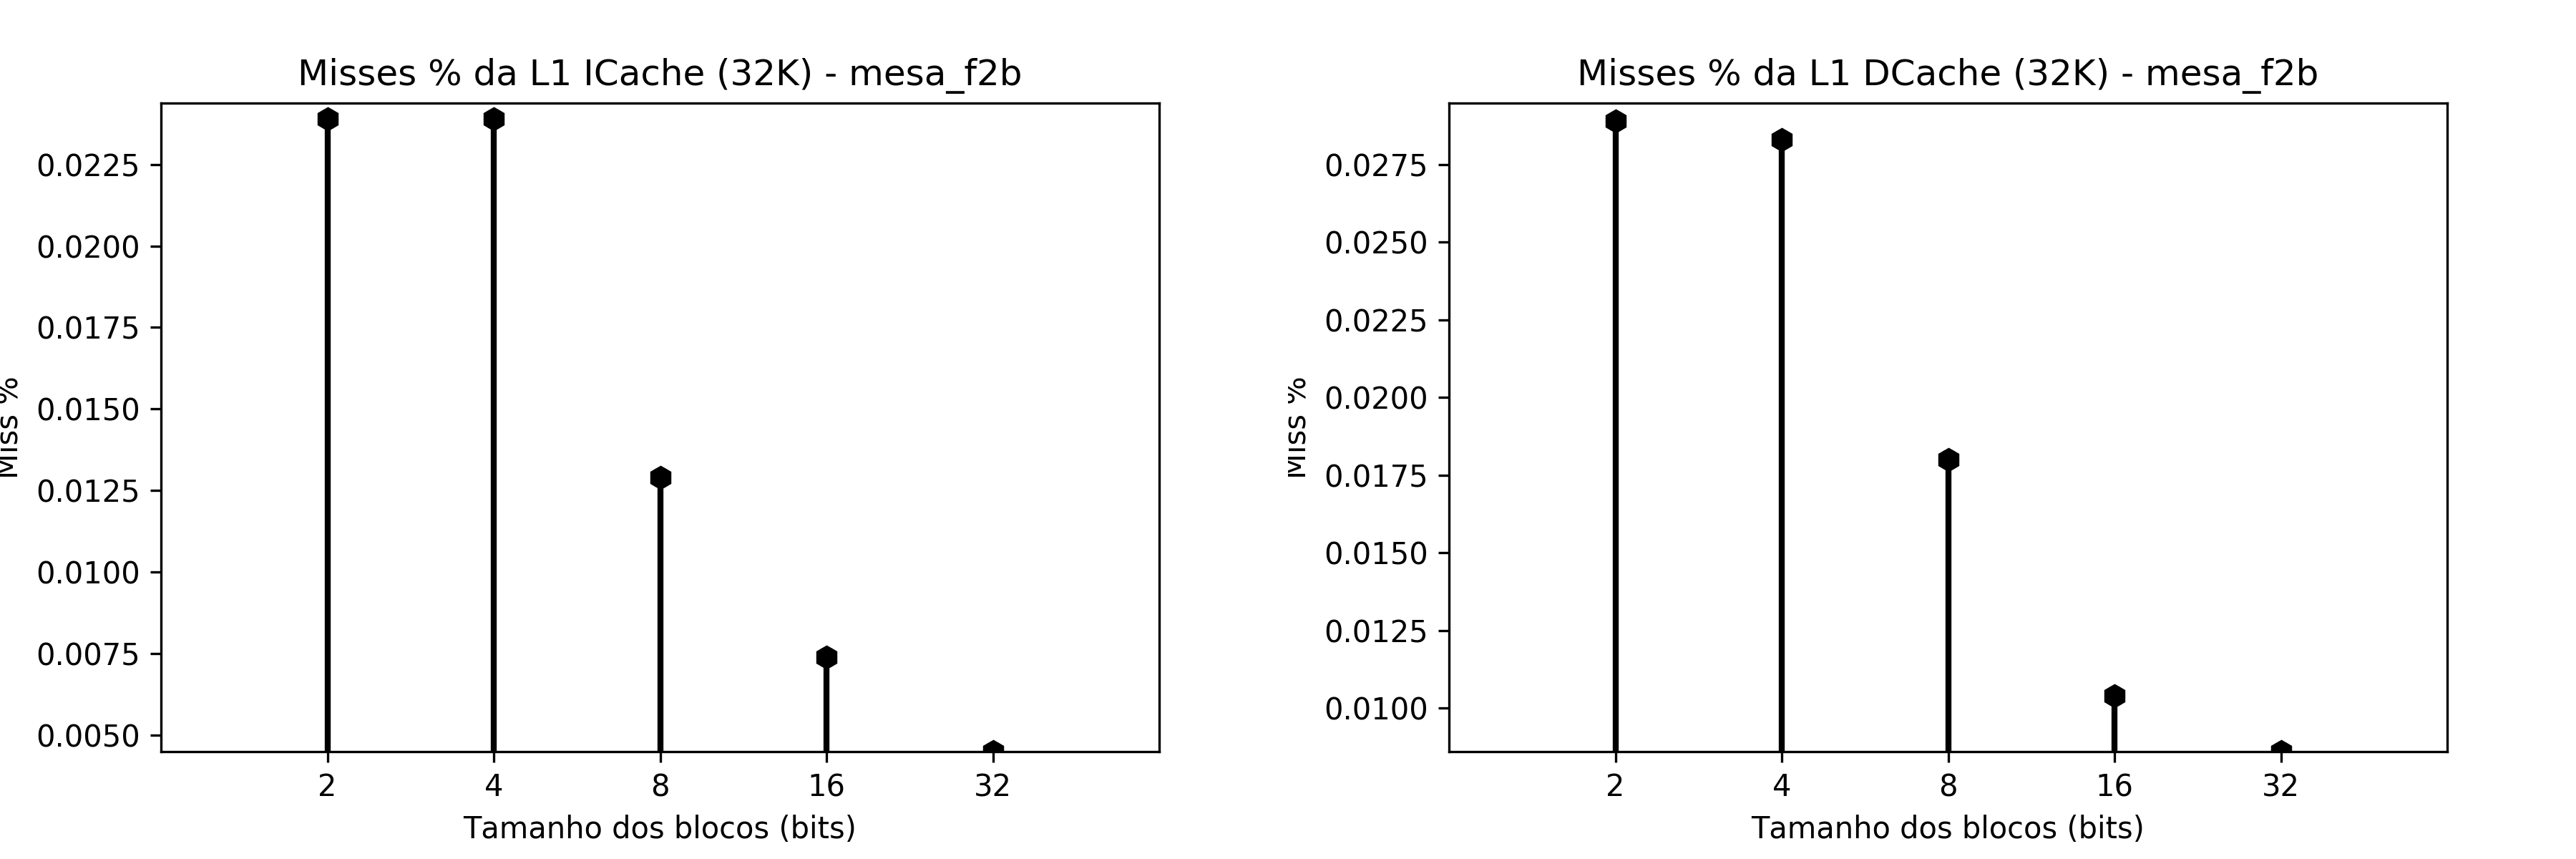 Misses % da L1 ICache (32K) - mesa_f2b
0.0225
0.0200
0.0175
0.0150
0.0125
0.0100
0.0075
0.0050
Miss %
2 4 8 16 32
Tamanho dos blocos (bits)
Misses % da L1 DCache (32K) - mesa_f2b
0.0275
0.0250
0.0225
0.0200
0.0175
0.0150
0.0125
0.0100
Miss %
2 4 8 16 32
Tamanho dos blocos (bits)